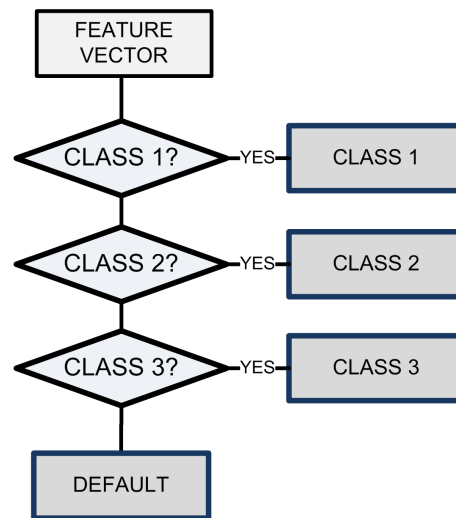 FEATURE
VECTOR
CLASS 1?
YES
CLASS 1
CLASS 2?
YES
CLASS 2
CLASS 3?
YES
CLASS 3
DEFAULT